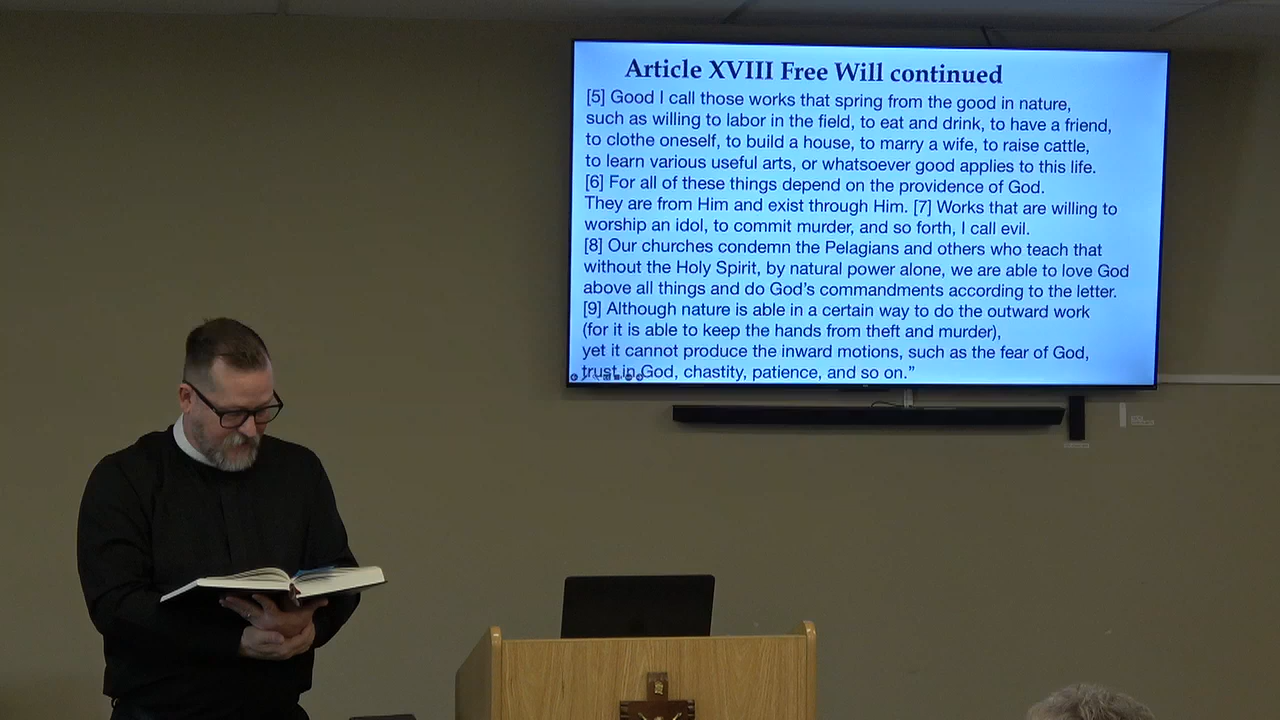 Article XVIII Free Will continued
[5] Good I call those works that spring from the good in nature,
such as willing to labor in the field, to eat and drink, to have a friend,
to clothe oneself, to build a house, to marry a wife, to raise cattle,
to learn various useful arts, or whatsoever good applies to this life.
[6] For all of these things depend on the providence of God.
They are from Him and exist through Him. [7] Works that are willing to
worship an idol, to commit murder, and so forth, I call evil.
[8] Our churches condemn the Pelagians and others who teach that
without the Holy Spirit, by natural power alone, we are able to love God
above all things and do God's commandments according to the letter.
[9] Although nature is able in a certain way to do the outward work
(for it is able to keep the hands from theft and murder),
yet it cannot produce the inward motions, such as the fear of God,
trust in God, chastity, patience, and so on.”